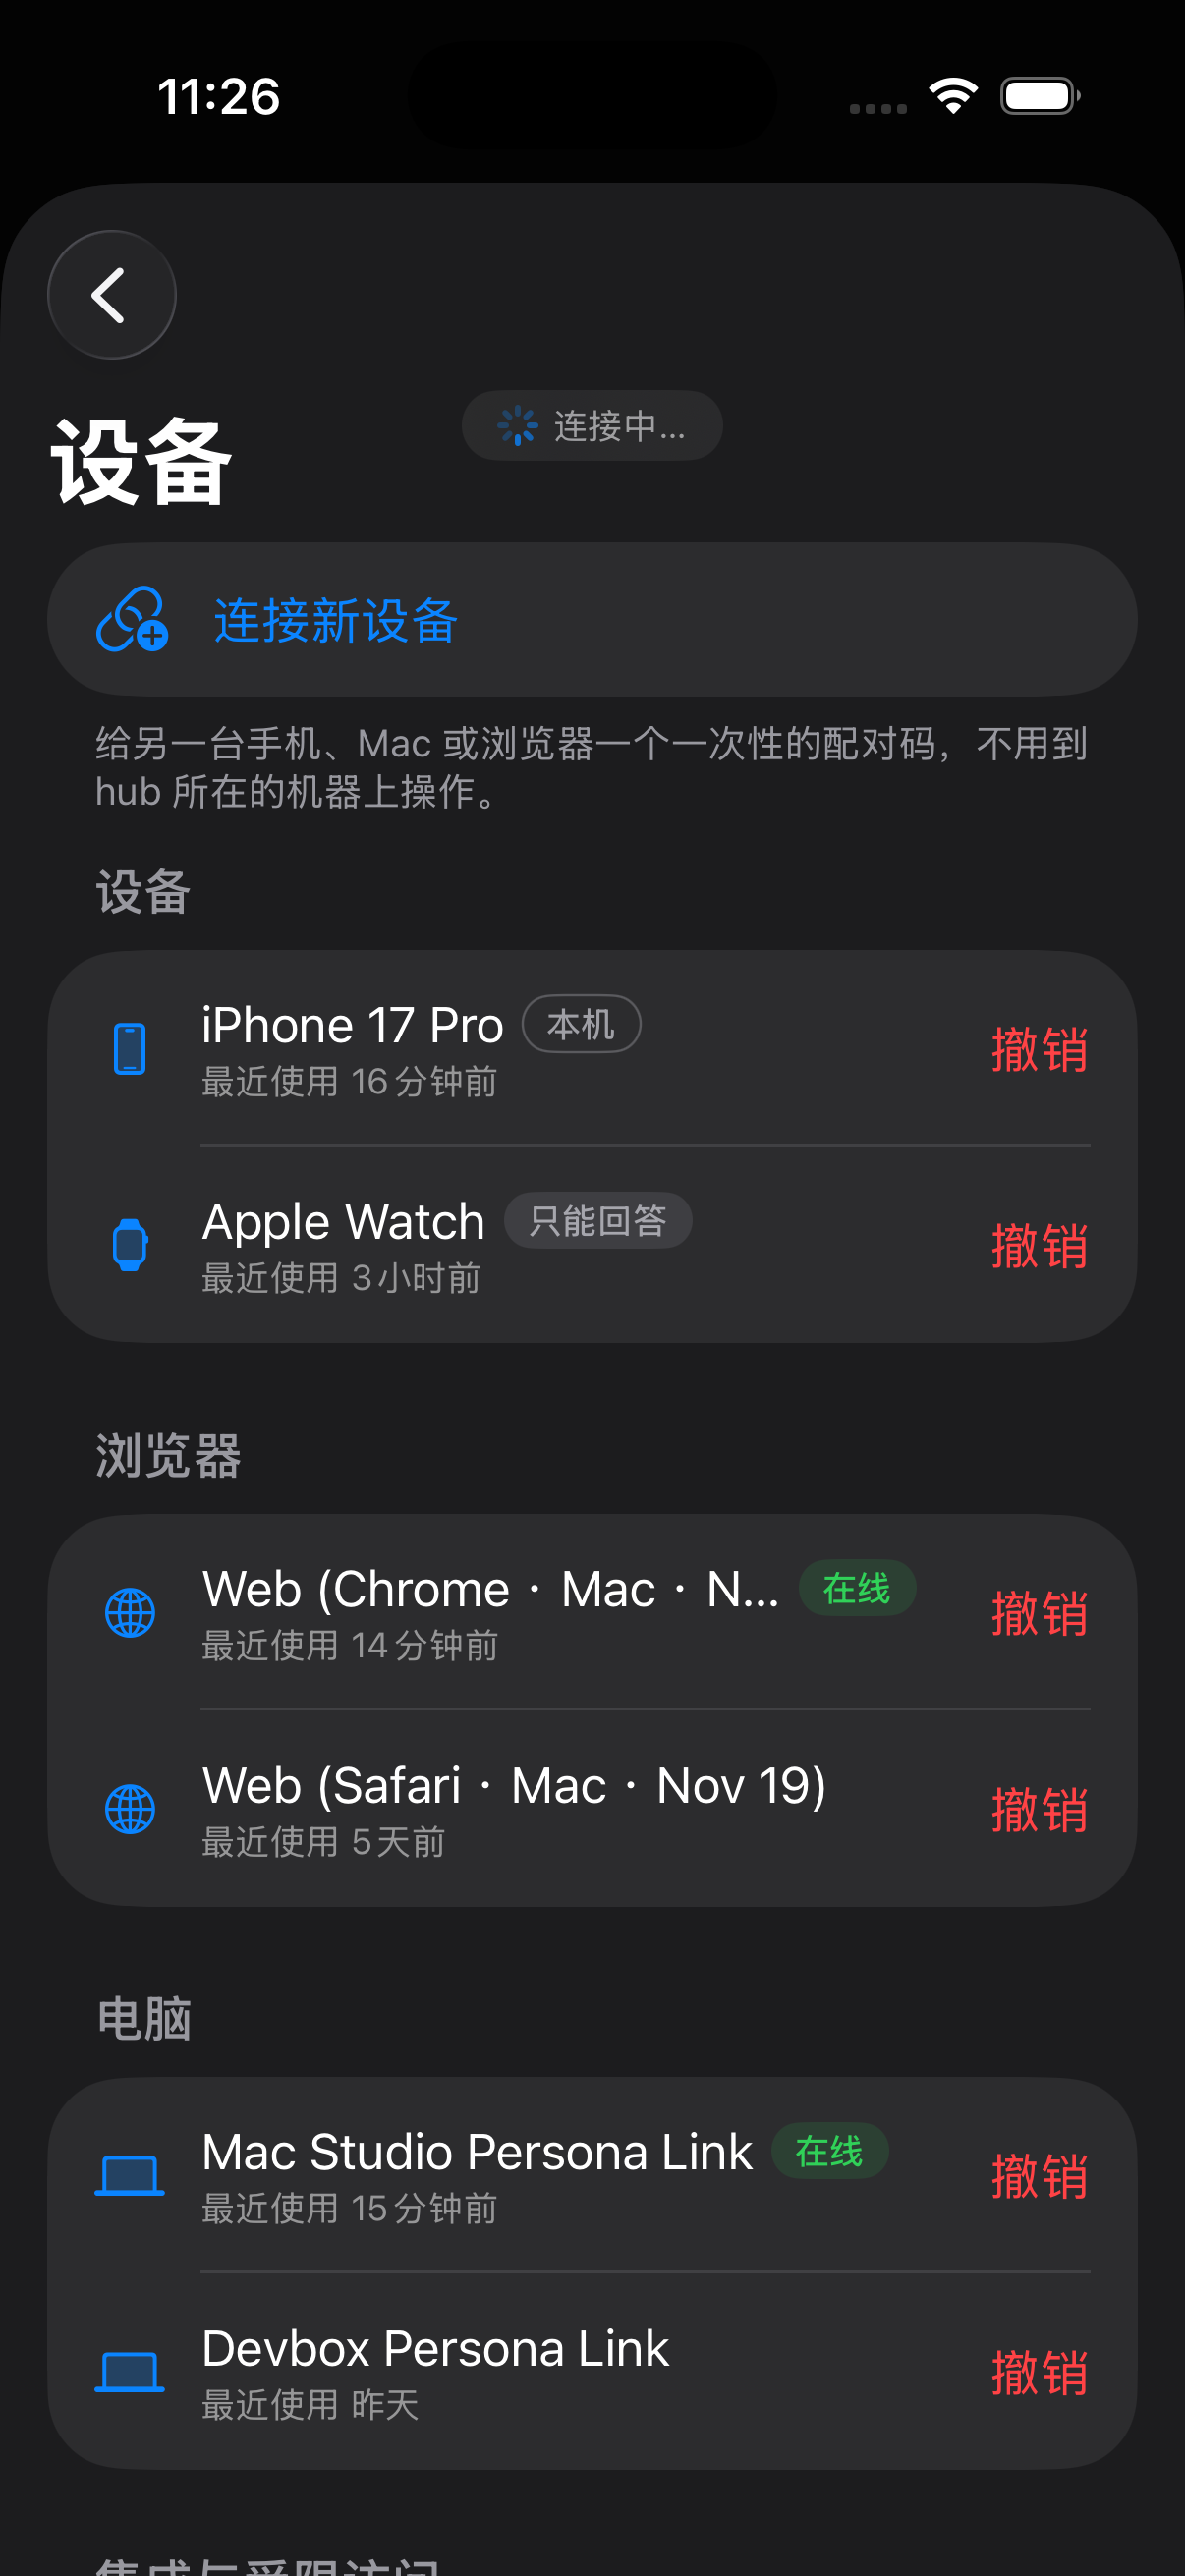 11:26
设备
连接中...
连接新设备
给另一台手机、Mac 或浏览器一个一次性的配对码，不用到
hub 所在的机器上操作。
设备
iPhone 17 Pro 本机
最近使用 16 分钟前
撤销
Apple Watch 只能回答
最近使用 3 小时前
撤销
浏览器
Web (Chrome · Mac · N... 在线
最近使用 14 分钟前
撤销
Web (Safari · Mac · Nov 19)
最近使用 5 天前
撤销
电脑
Mac Studio Persona Link 在线
最近使用 15 分钟前
撤销
Devbox Persona Link
最近使用 昨天
撤销
集成与受限访问